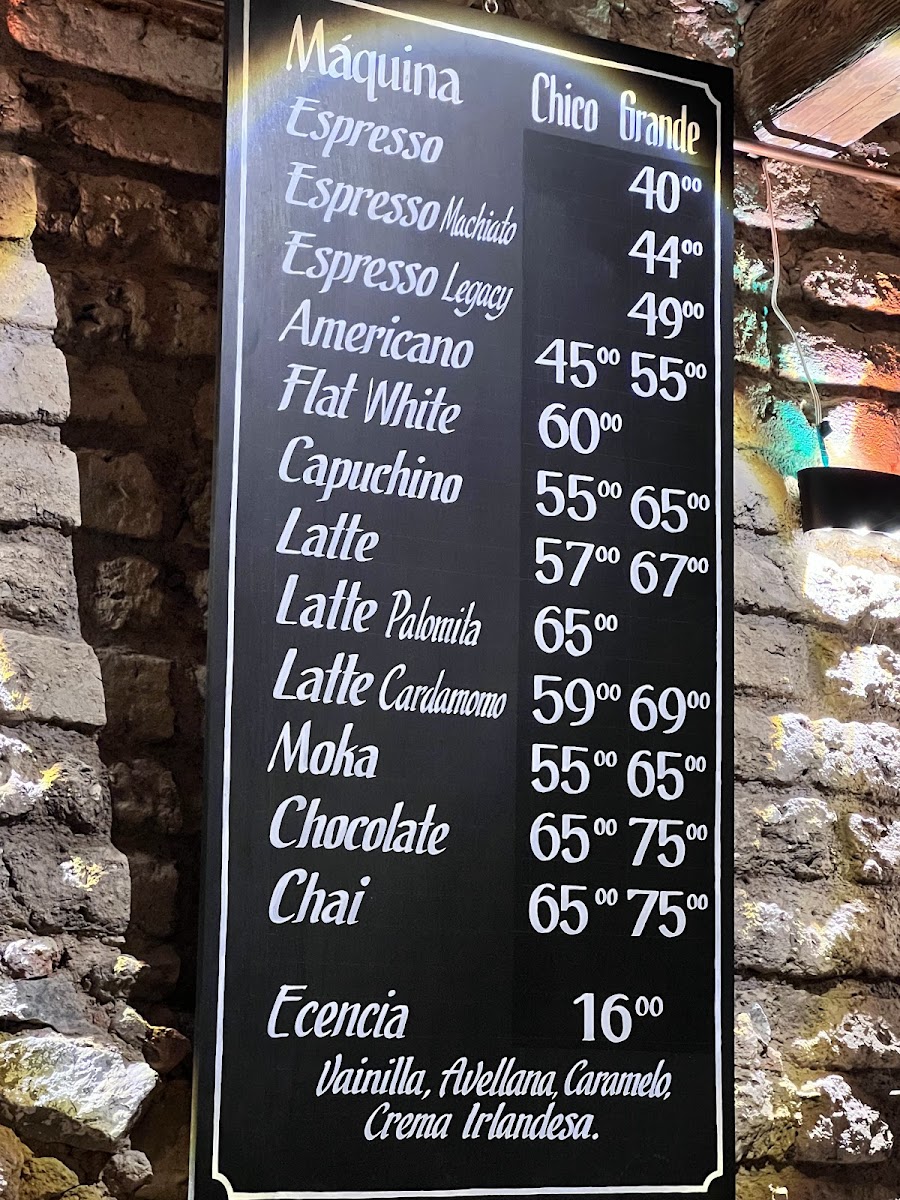 Máquina Chico Grande
Espresso 40⁰⁰
Espresso Machiato 44⁰⁰
Espresso Legacy 49⁰⁰
Americano 45⁰⁰ 55⁰⁰
Flat White 60⁰⁰
Capuchino 55⁰⁰ 65⁰⁰
Latte 57⁰⁰ 67⁰⁰
Latte Palomila 65⁰⁰
Latte Cardamomo 59⁰⁰ 69⁰⁰
Moka 55⁰⁰ 65⁰⁰
Chocolate 65⁰⁰ 75⁰⁰
Chai 65⁰⁰ 75⁰⁰
Ecencia 16⁰⁰
Vainilla, Avellana, Caramelo,
Crema Irlandesa.